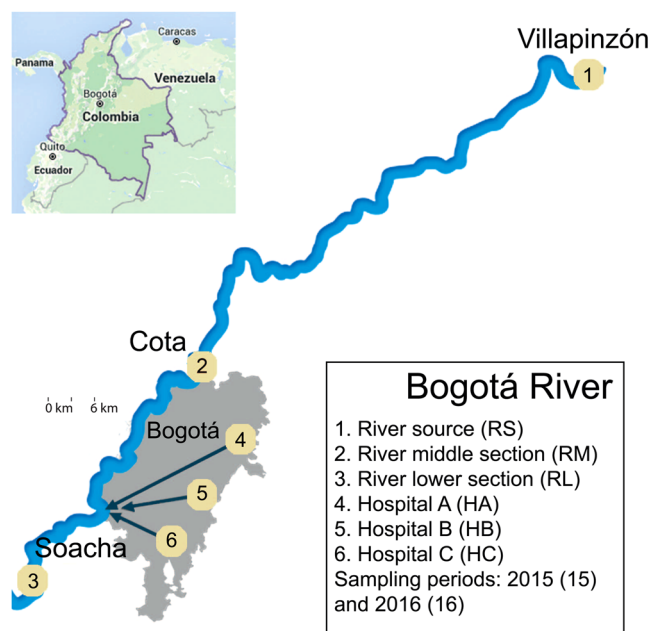 Villapinzón
1
Caracas
Panama
Venezuela
Bogotá
Colombia
Quito
Ecuador
Cota
2
0 km 6 km
Bogotá
4
5
6
Soacha
3
Bogotá River
1. River source (RS)
2. River middle section (RM)
3. River lower section (RL)
4. Hospital A (HA)
5. Hospital B (HB)
6. Hospital C (HC)
Sampling periods: 2015 (15)
and 2016 (16)